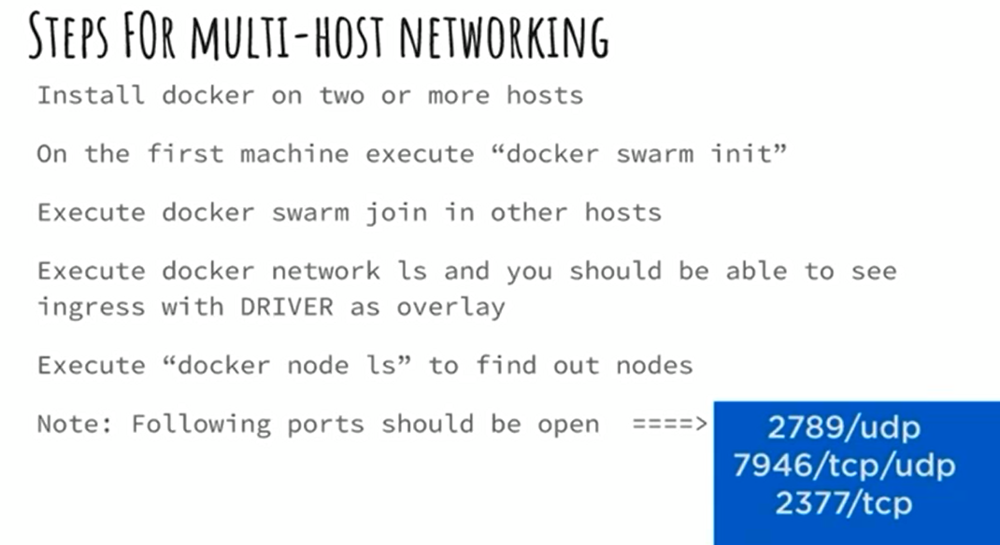 STEPS FOR MULTI-HOST NETWORKING
Install docker on two or more hosts
On the first machine execute “docker swarm init”
Execute docker swarm join in other hosts
Execute docker network ls and you should be able to see
ingress with DRIVER as overlay
Execute “docker node ls” to find out nodes
Note: Following ports should be open ====>
2789/udp
7946/tcp/udp
2377/tcp